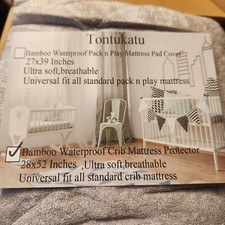 Tontukatu
Bamboo Waterproof Pack n Play Mattress Pad Cover
27x39 Inches
Ultra soft,breathable
Universal fit all standard pack n play mattress
Bamboo Waterproof Crib Mattress Protector
28x52 Inches ,Ultra soft,breathable
Universal fit all standard crib mattress